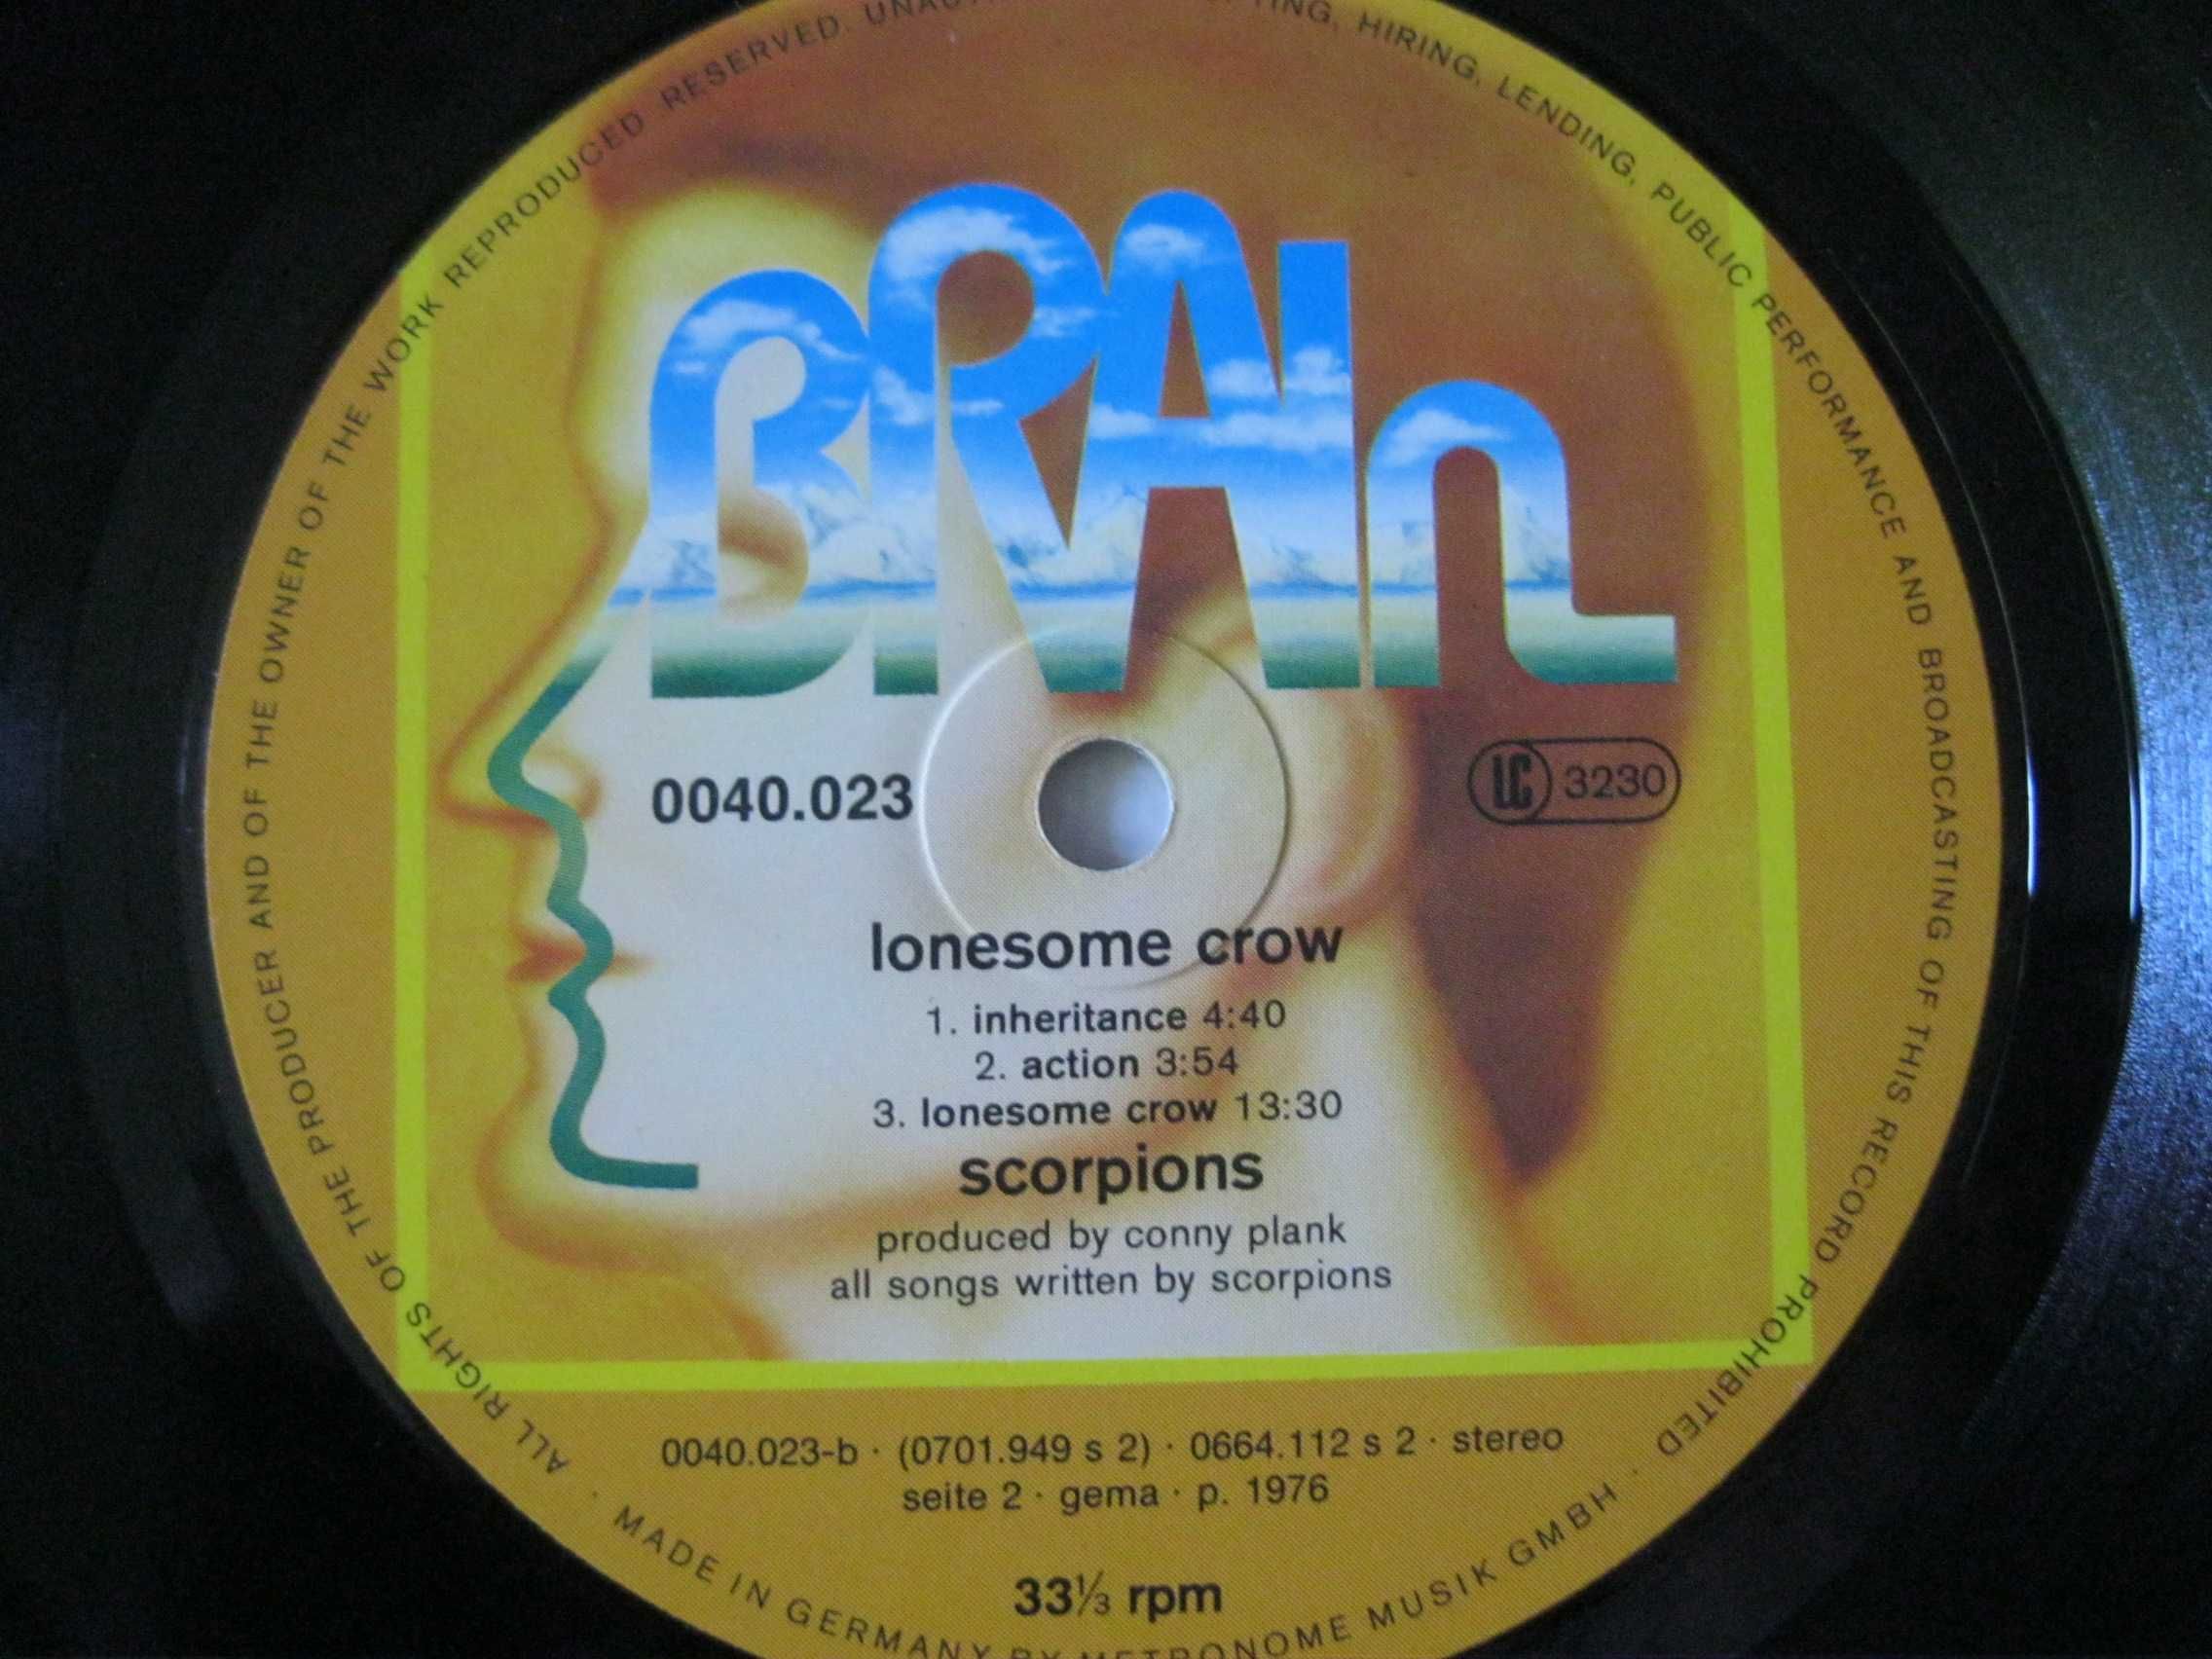 ALL RIGHTS OF THE PRODUCER AND OF THE OWNER OF THE WORK REPRODUCED RESERVED. HIRING, LENDING, PUBLIC PERFORMANCE AND BROADCASTING OF THIS RECORD PROHIBITED ·
BRAIN
0040.023
LC 3230
lonesome crow
1. inheritance 4:40
2. action 3:54
3. lonesome crow 13:30
scorpions
produced by conny plank
all songs written by scorpions
0040.023-b · (0701.949 s 2) · 0664.112 s 2 · stereo
seite 2 · gema · p. 1976
33⅓ rpm
MADE IN GERMANY BY METRONOME MUSIK GMBH ·